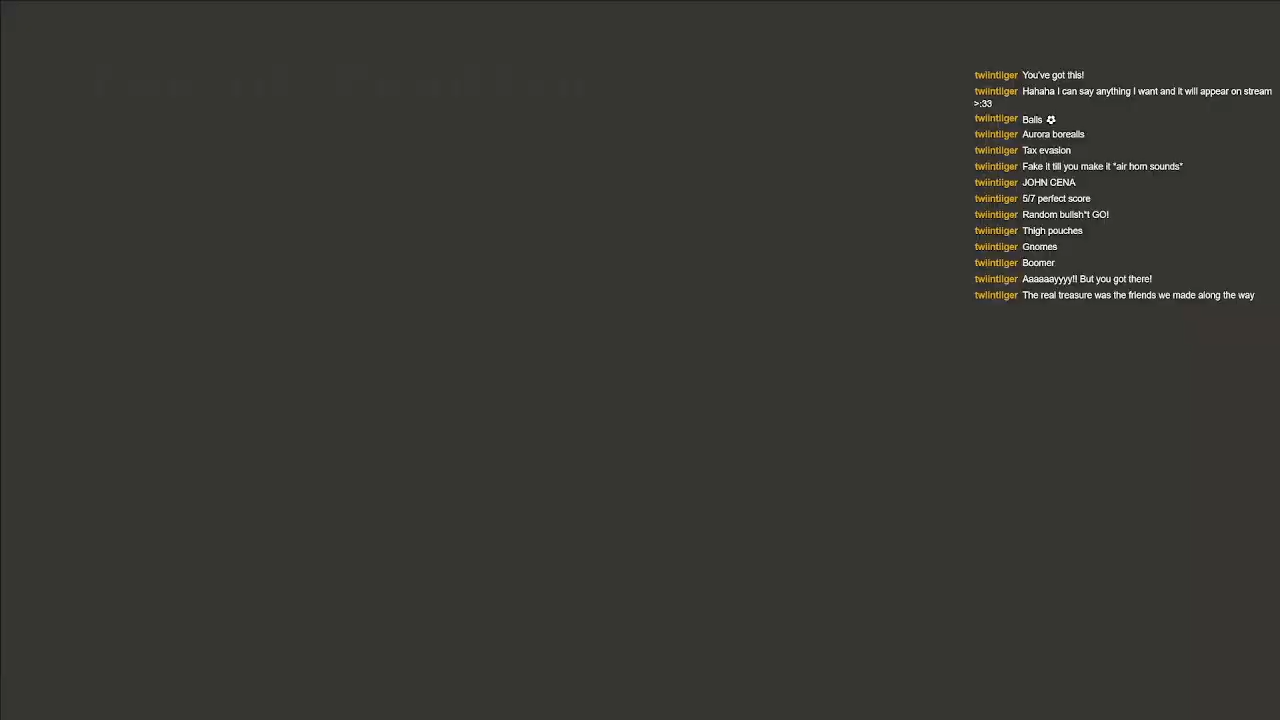 twiintiiger You've got this!
twiintiiger Hahaha I can say anything I want and it will appear on stream
>:33
twiintiiger Balls ⚽
twiintiiger Aurora borealis
twiintiiger Tax evasion
twiintiiger Fake it till you make it *air horn sounds*
twiintiiger JOHN CENA
twiintiiger 5/7 perfect score
twiintiiger Random bullsh*t GO!
twiintiiger Thigh pouches
twiintiiger Gnomes
twiintiiger Boomer
twiintiiger Aaaaaayyyy!! But you got there!
twiintiiger The real treasure was the friends we made along the way